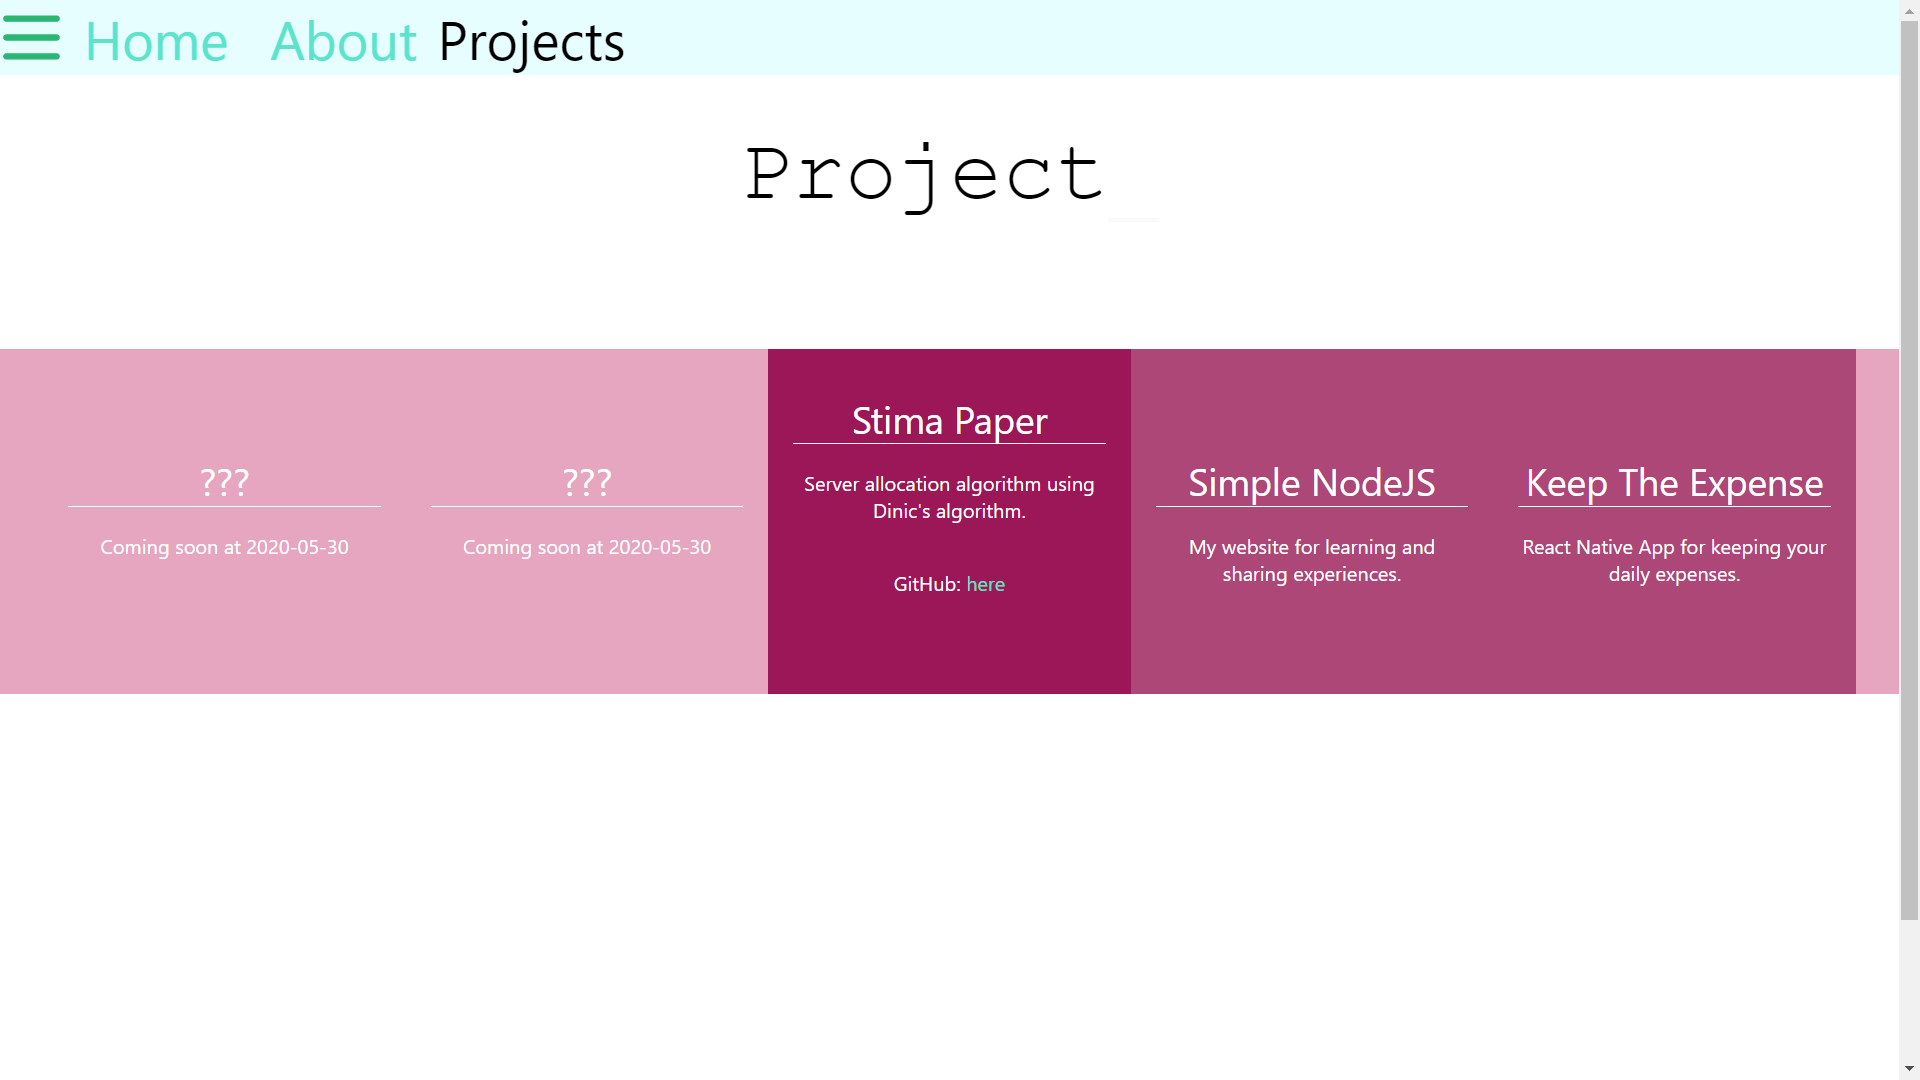 Home About Projects
Project_
???
Coming soon at 2020-05-30
???
Coming soon at 2020-05-30
Stima Paper
Server allocation algorithm using
Dinic's algorithm.
GitHub: here
Simple NodeJS
My website for learning and
sharing experiences.
Keep The Expense
React Native App for keeping your
daily expenses.